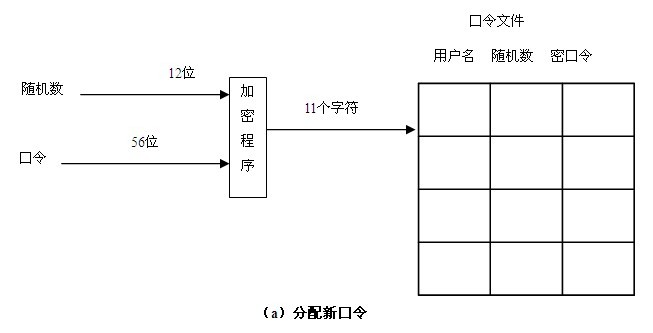 口令文件
用户名 随机数 密口令
随机数
12位
加密程序
11个字符
口令
56位
（a）分配新口令